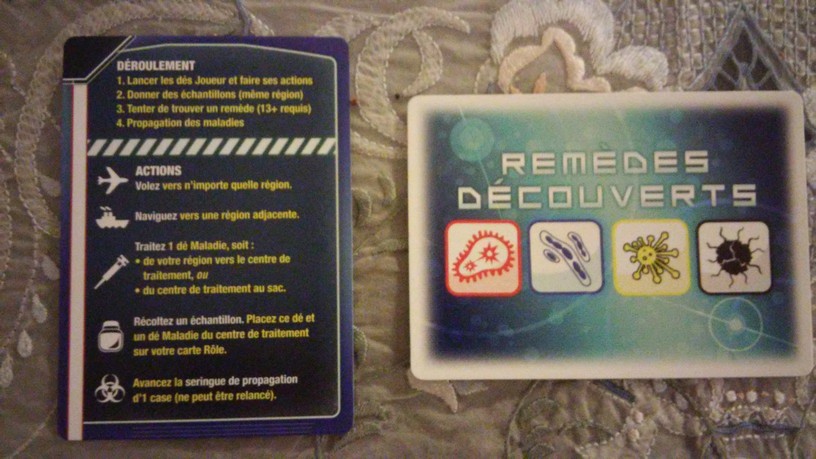 DÉROULEMENT
1. Lancer les dés Joueur et faire ses actions
2. Donner des échantillons (même région)
3. Tenter de trouver un remède (13+ requis)
4. Propagation des maladies
ACTIONS
Volez vers n'importe quelle région.
Naviguez vers une région adjacente.
Traitez 1 dé Maladie, soit :
• de votre région vers le centre de
traitement, ou
• du centre de traitement au sac.
Récoltez un échantillon. Placez ce dé et
un dé Maladie du centre de traitement
sur votre carte Rôle.
Avancez la seringue de propagation
d'1 case (ne peut être relancé).
REMÈDES
DÉCOUVERTS